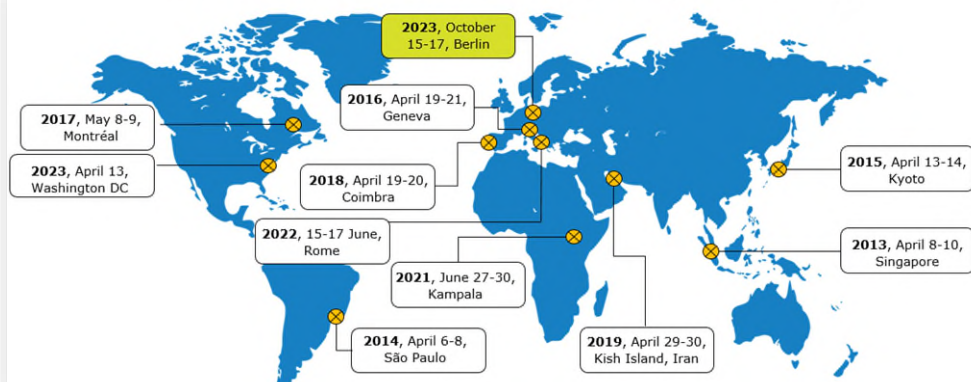 2023, October
15-17, Berlin
2016, April 19-21,
Geneva
2017, May 8-9,
Montréal
2023, April 13,
Washington DC
2018, April 19-20,
Coimbra
2015, April 13-14,
Kyoto
2022, 15-17 June,
Rome
2013, April 8-10,
Singapore
2021, June 27-30,
Kampala
2014, April 6-8,
São Paulo
2019, April 29-30,
Kish Island, Iran